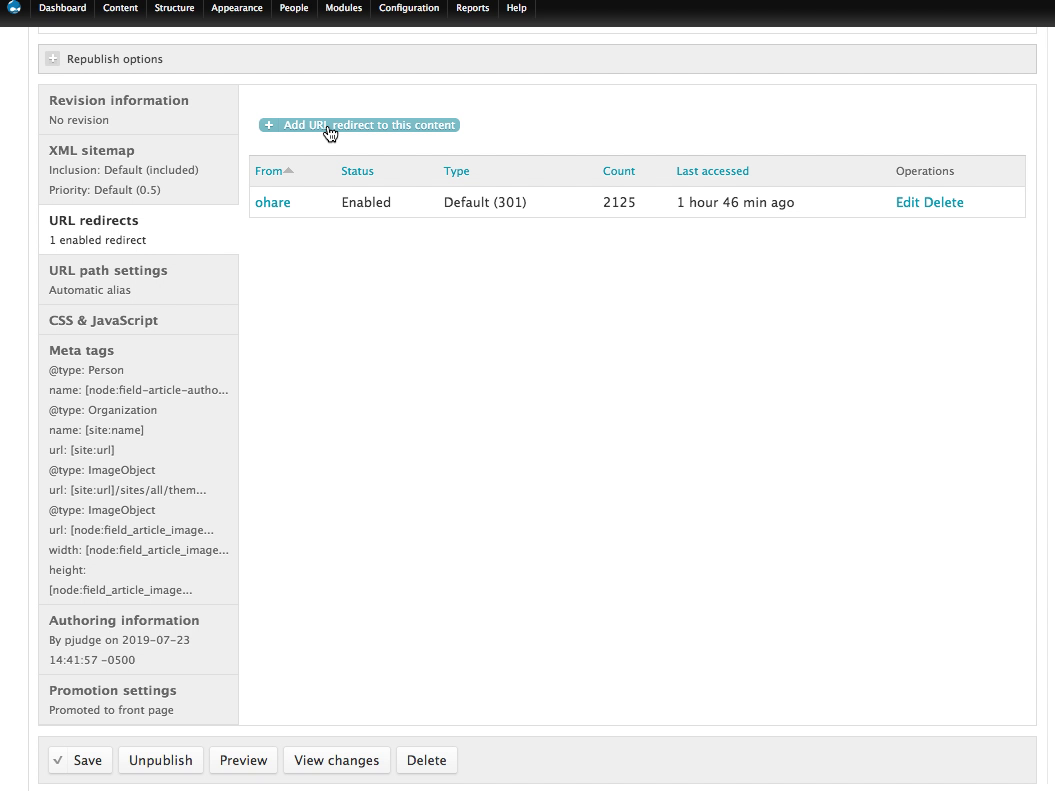 Dashboard Content Structure Appearance People Modules Configuration Reports Help
Republish options
Revision information
No revision
XML sitemap
Inclusion: Default (included)
Priority: Default (0.5)
URL redirects
1 enabled redirect
URL path settings
Automatic alias
CSS & JavaScript
Meta tags
@type: Person
name: [node:field-article-autho...
@type: Organization
name: [site:name]
url: [site:url]
@type: ImageObject
url: [site:url]/sites/all/them...
@type: ImageObject
url: [node:field_article_image...
width: [node:field_article_image...
height:
[node:field_article_image...
Authoring information
By pjudge on 2019-07-23
14:41:57 -0500
Promotion settings
Promoted to front page
+ Add URL redirect to this content
From Status Type Count Last accessed Operations
ohare Enabled Default (301) 2125 1 hour 46 min ago Edit Delete
Save Unpublish Preview View changes Delete